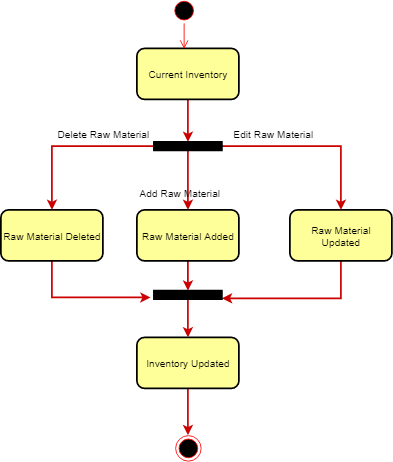 Current Inventory
Delete Raw Material
Edit Raw Material
Add Raw Material
Raw Material Deleted
Raw Material Added
Raw Material
Updated
Inventory Updated